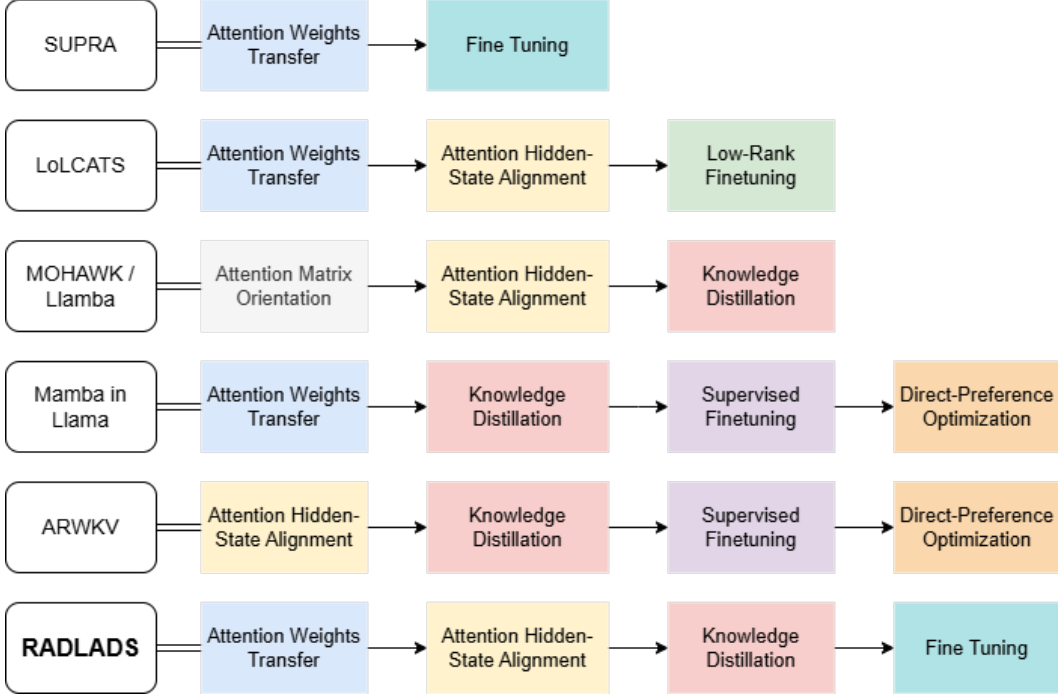 SUPRA
Attention Weights
Transfer
Fine Tuning
LoLCATS
Attention Weights
Transfer
Attention Hidden-
State Alignment
Low-Rank
Finetuning
MOHAWK /
Llamba
Attention Matrix
Orientation
Attention Hidden-
State Alignment
Knowledge
Distillation
Mamba in
Llama
Attention Weights
Transfer
Knowledge
Distillation
Supervised
Finetuning
Direct-Preference
Optimization
ARWKV
Attention Hidden-
State Alignment
Knowledge
Distillation
Supervised
Finetuning
Direct-Preference
Optimization
RADLADS
Attention Weights
Transfer
Attention Hidden-
State Alignment
Knowledge
Distillation
Fine Tuning